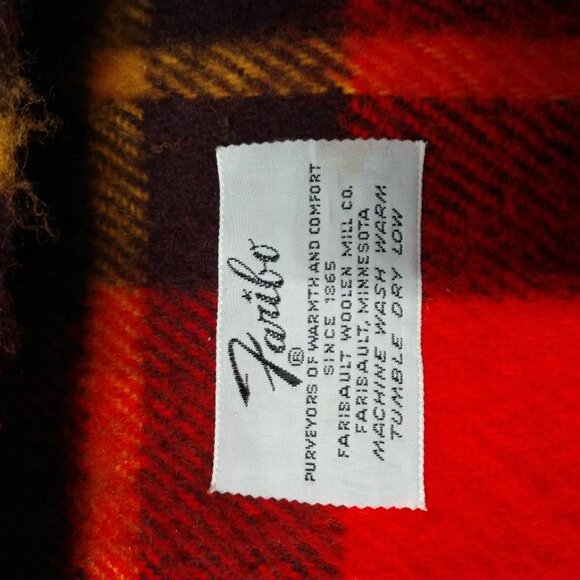 Faribo
®
PURVEYORS OF WARMTH AND COMFORT
SINCE 1865
FARIBAULT WOOLEN MILL CO.
FARIBAULT, MINNESOTA
MACHINE WASH WARM
TUMBLE DRY LOW